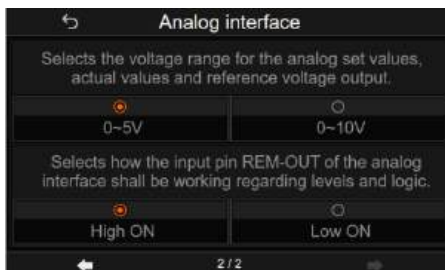 Analog interface
Selects the voltage range for the analog set values,
actual values and reference voltage output.
0~5V 0~10V
Selects how the input pin REM-OUT of the analog
interface shall be working regarding levels and logic.
High ON Low ON
2/2